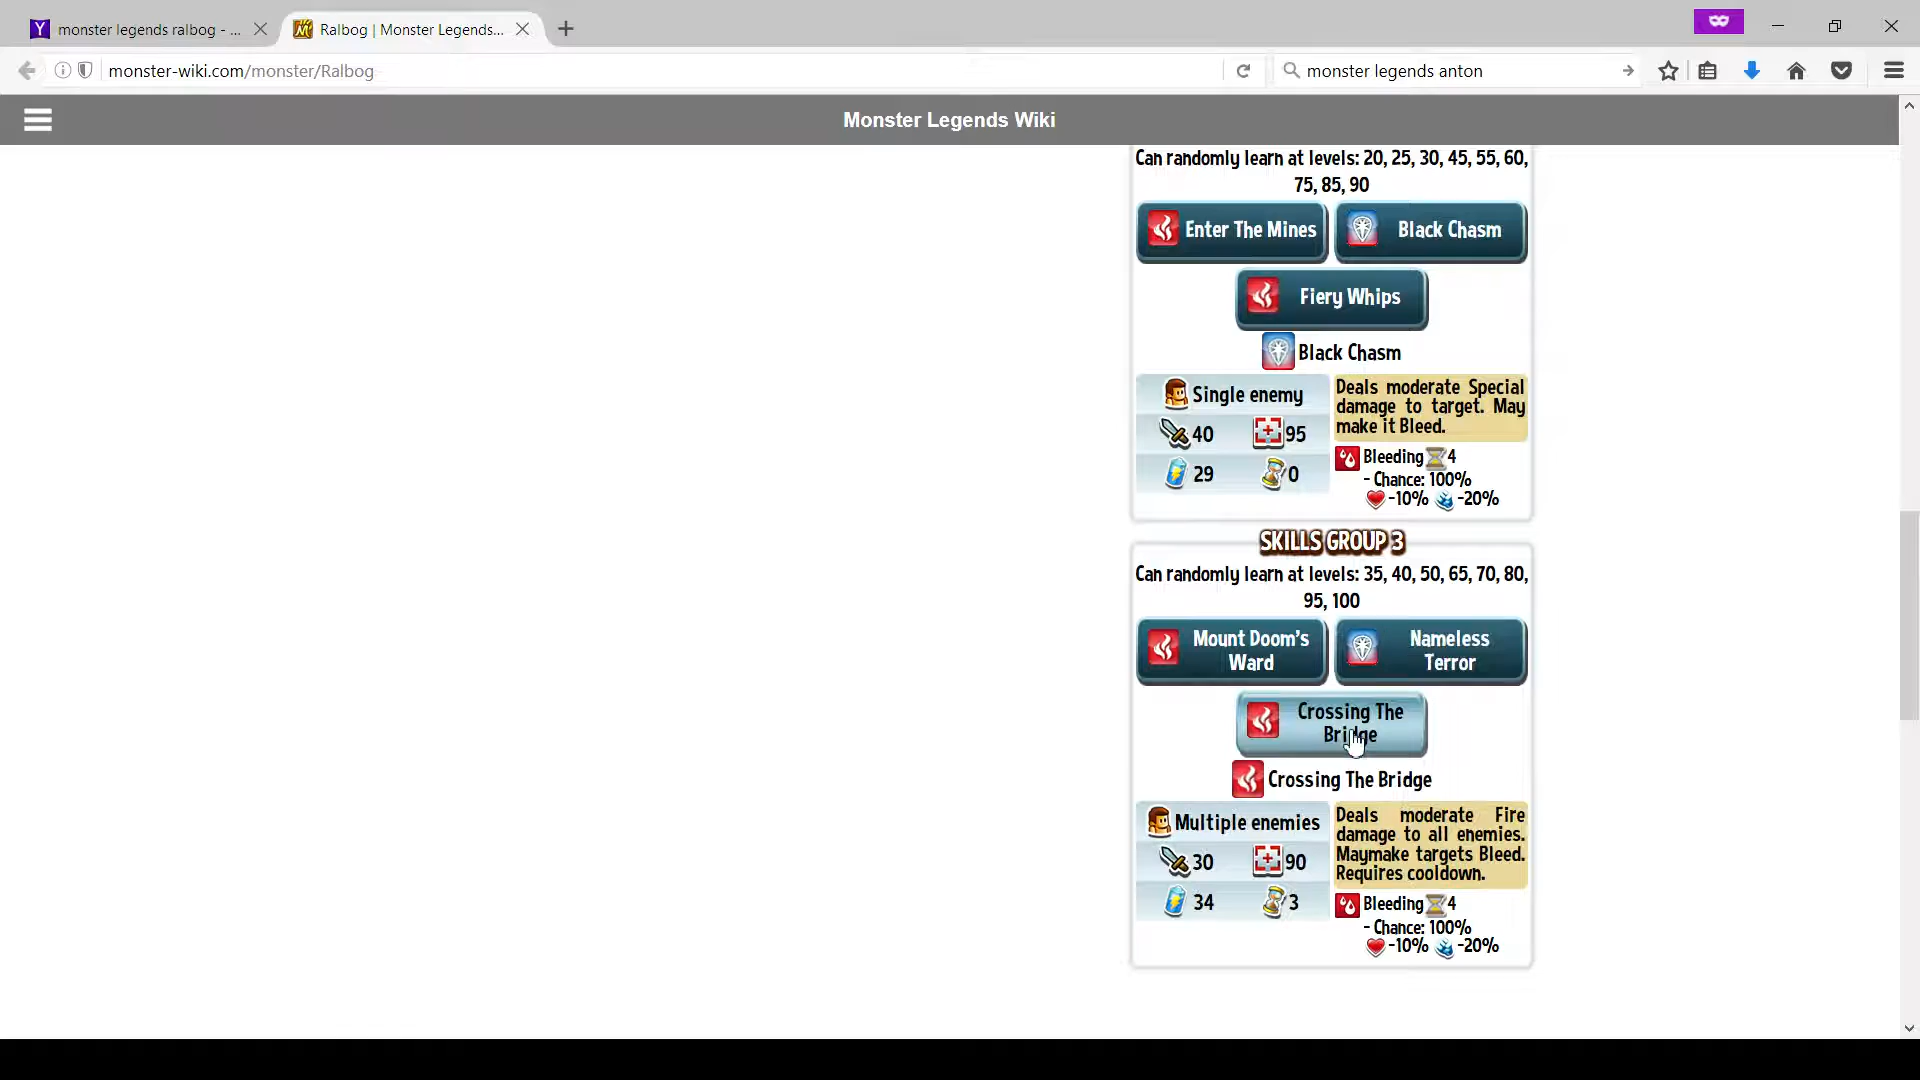 monster legends ralbog - ...
Ralbog | Monster Legends...
monster-wiki.com/monster/Ralbog
monster legends anton
Monster Legends Wiki
Can randomly learn at levels: 20, 25, 30, 45, 55, 60,
75, 85, 90
Enter The Mines
Black Chasm
Fiery Whips
Black Chasm
Single enemy
40
95
29
0
Deals moderate Special
damage to target. May
make it Bleed.
Bleeding 4
- Chance: 100%
-10% -20%
SKILLS GROUP 3
Can randomly learn at levels: 35, 40, 50, 65, 70, 80,
95, 100
Mount Doom's
Ward
Nameless
Terror
Crossing The
Bridge
Crossing The Bridge
Multiple enemies
30
90
34
3
Deals moderate Fire
damage to all enemies.
Maymake targets Bleed.
Requires cooldown.
Bleeding 4
- Chance: 100%
-10% -20%